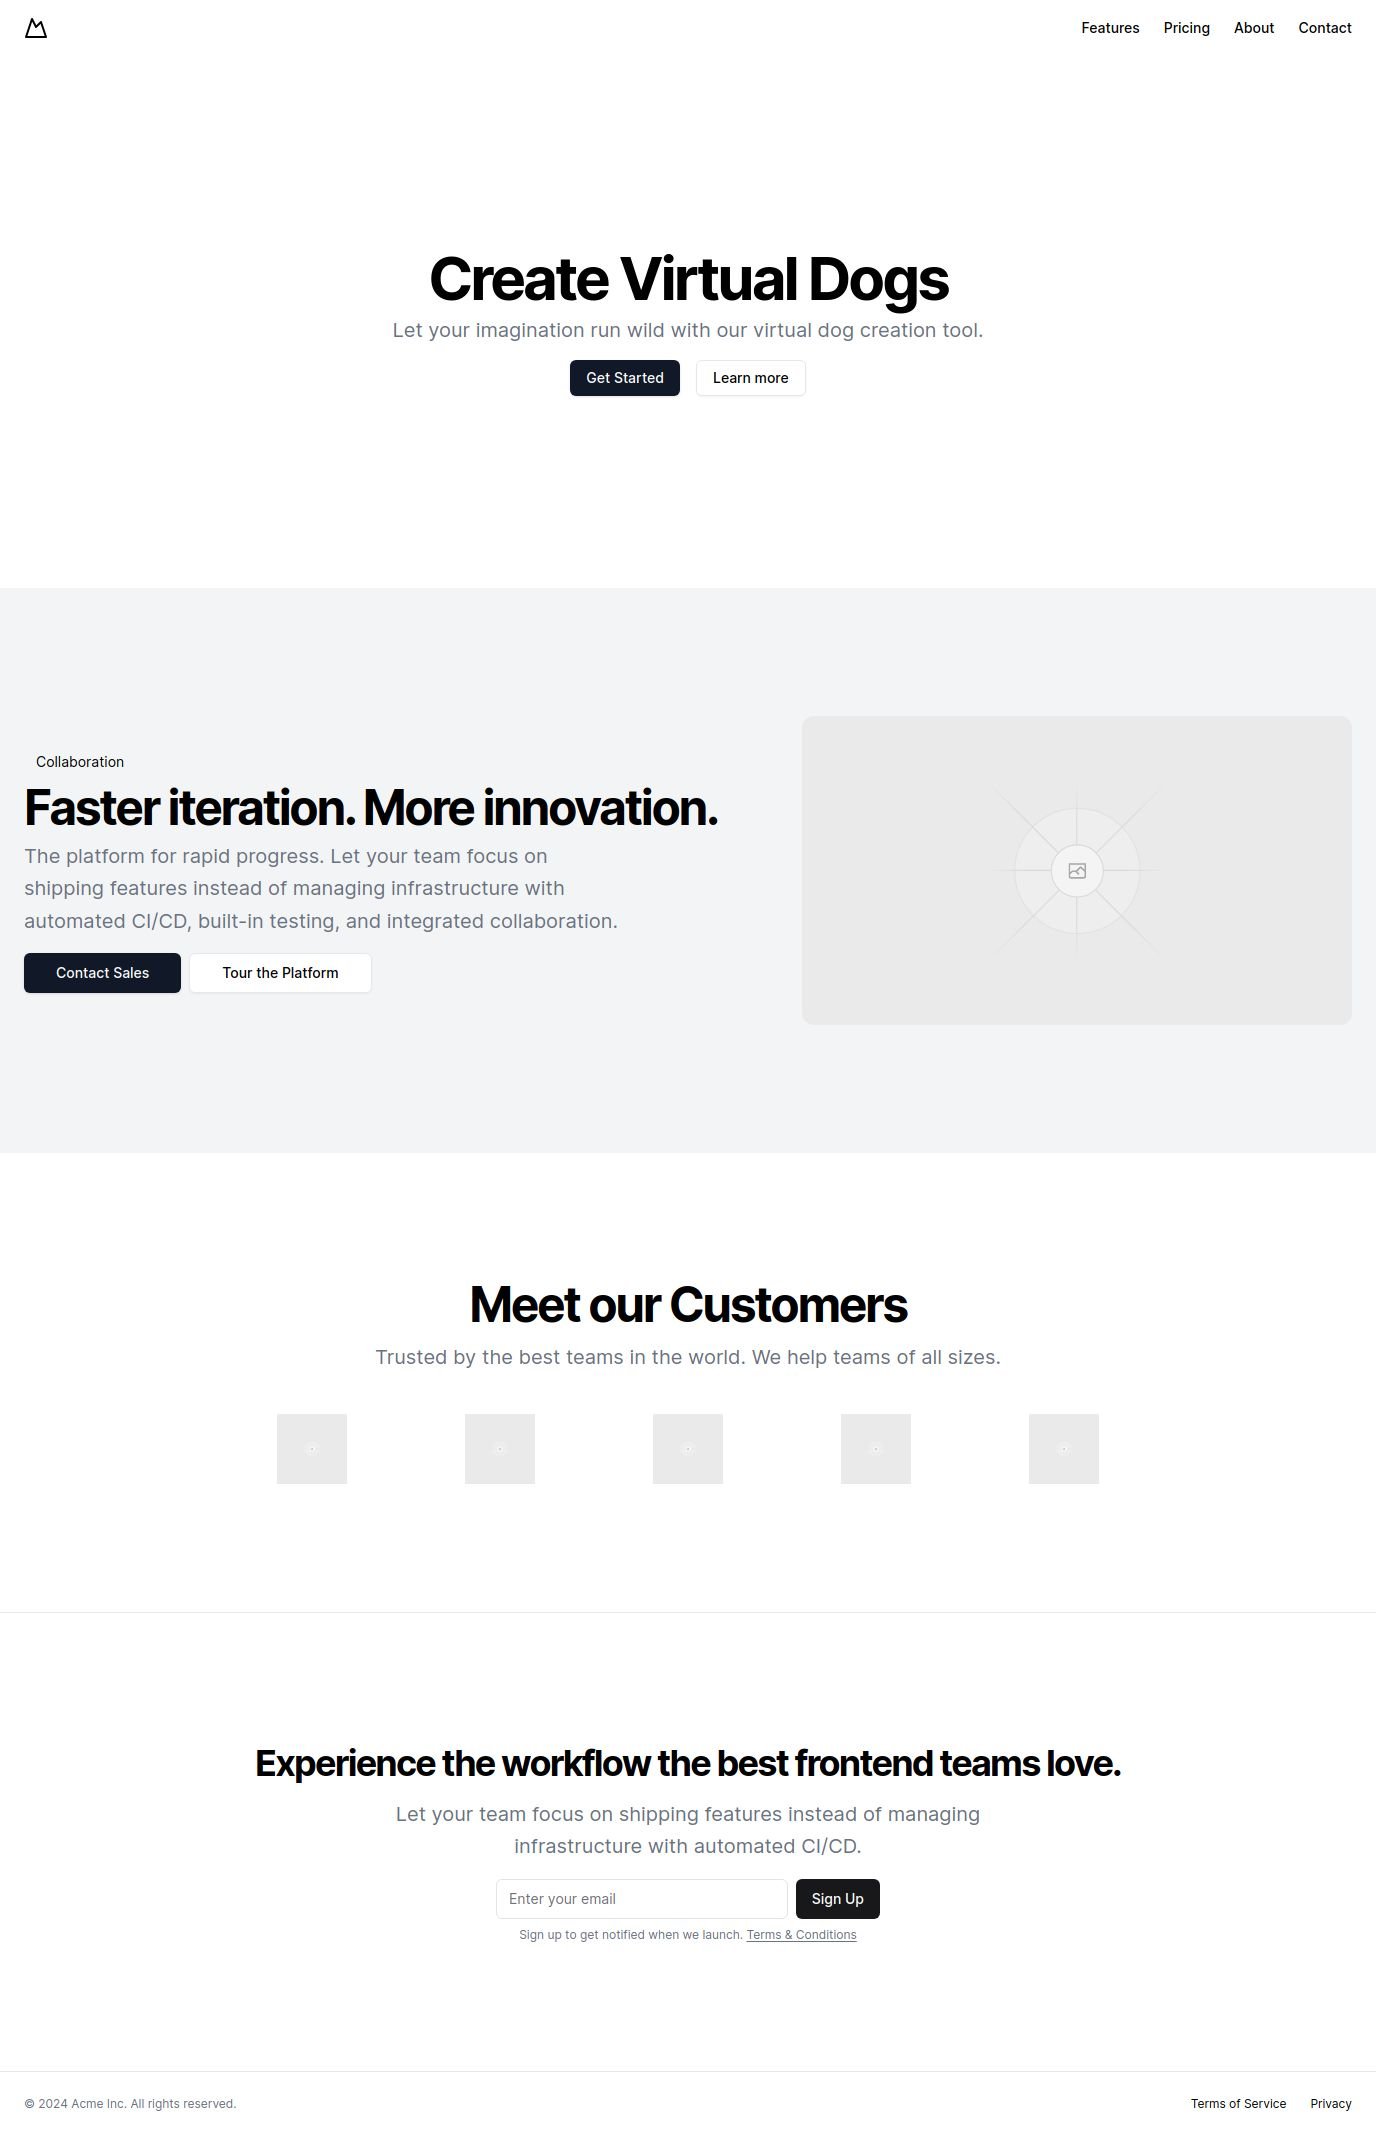 Features Pricing About Contact
Create Virtual Dogs
Let your imagination run wild with our virtual dog creation tool.
Get Started Learn more
Collaboration
Faster iteration. More innovation.
The platform for rapid progress. Let your team focus on
shipping features instead of managing infrastructure with
automated CI/CD, built-in testing, and integrated collaboration.
Contact Sales Tour the Platform
Meet our Customers
Trusted by the best teams in the world. We help teams of all sizes.
Experience the workflow the best frontend teams love.
Let your team focus on shipping features instead of managing
infrastructure with automated CI/CD.
Enter your email Sign Up
Sign up to get notified when we launch. Terms & Conditions
© 2024 Acme Inc. All rights reserved. Terms of Service Privacy